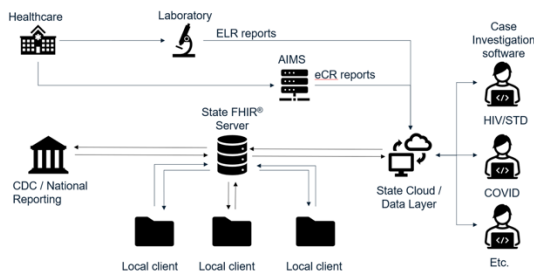 Healthcare
Laboratory
ELR reports
AIMS
eCR reports
Case
Investigation
software
HIV/STD
State FHIR®
Server
CDC / National
Reporting
State Cloud /
Data Layer
COVID
Local client
Local client
Local client
Etc.